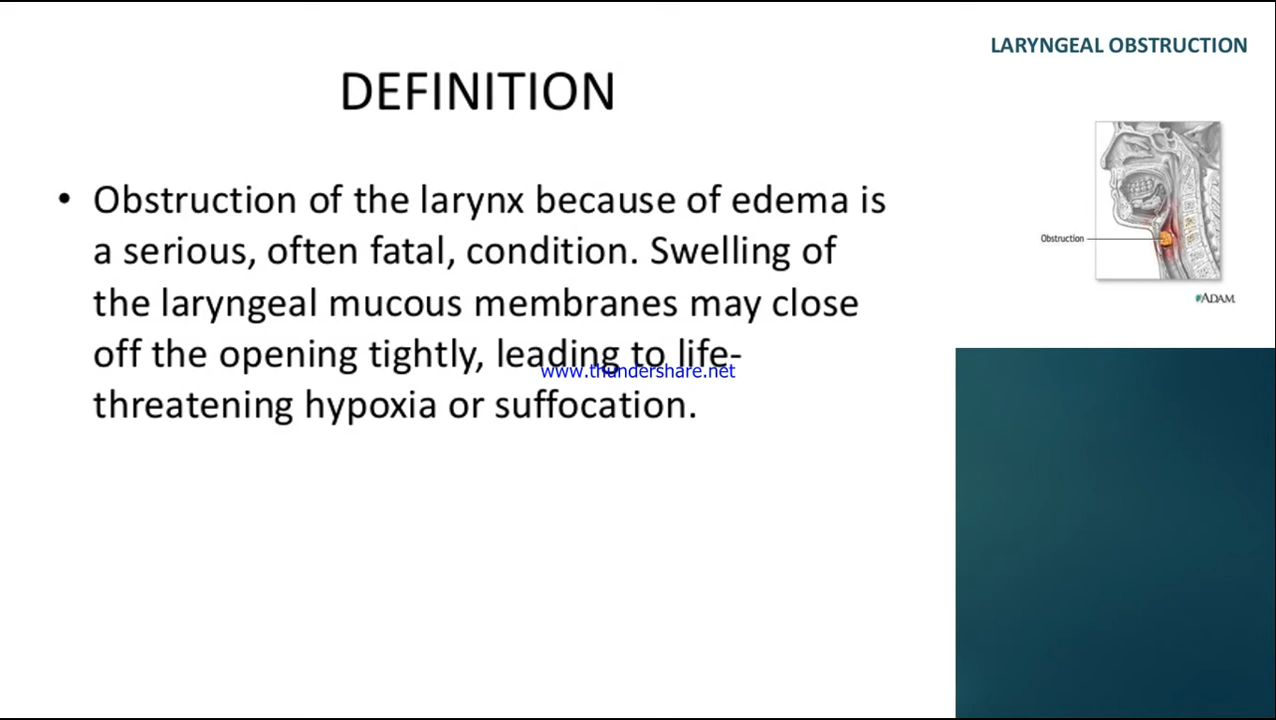 LARYNGEAL OBSTRUCTION
DEFINITION
• Obstruction of the larynx because of edema is
a serious, often fatal, condition. Swelling of
the laryngeal mucous membranes may close
off the opening tightly, leading to life-
threatening hypoxia or suffocation.
www.thundershare.net
Obstruction
ADAM.